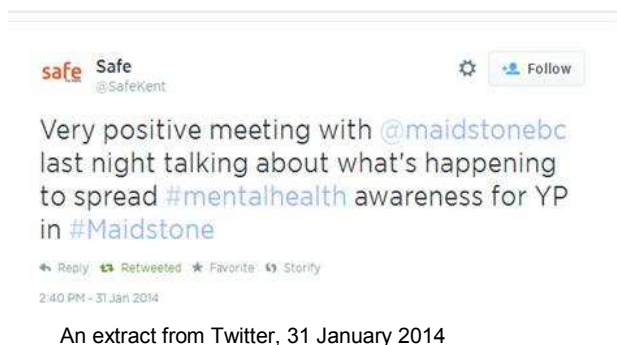 safe Safe
@SafeKent
Follow
Very positive meeting with @maidstonebc
last night talking about what's happening
to spread #mentalhealth awareness for YP
in #Maidstone
Reply Retweeted Favorite Storify
2:40 PM - 31 Jan 2014
An extract from Twitter, 31 January 2014